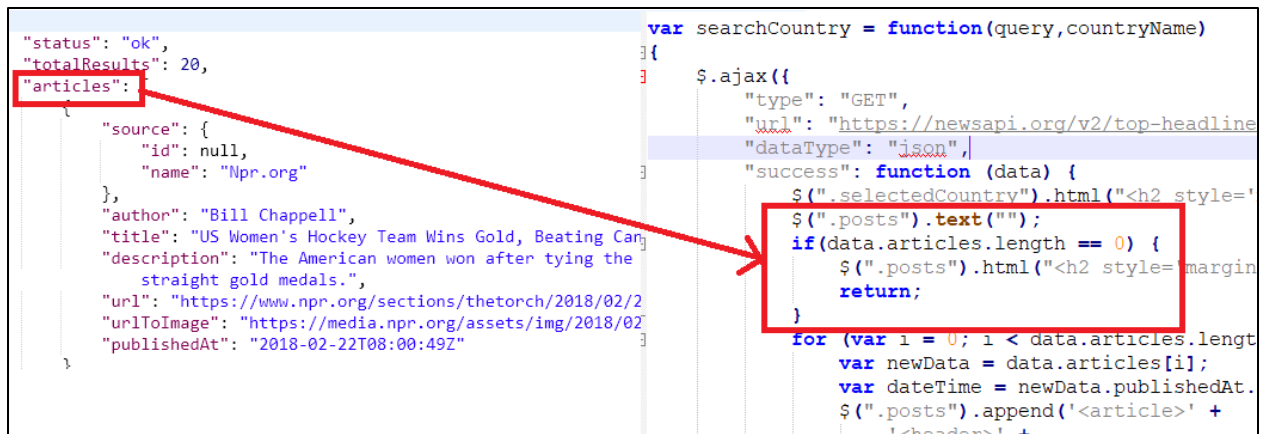 "status": "ok",
"totalResults": 20,
"articles": [
{
"source": {
"id": null,
"name": "Npr.org"
},
"author": "Bill Chappell",
"title": "US Women's Hockey Team Wins Gold, Beating Can
"description": "The American women won after tying the
straight gold medals.",
"url": "https://www.npr.org/sections/thetorch/2018/02/2
"urlToImage": "https://media.npr.org/assets/img/2018/02
"publishedAt": "2018-02-22T08:00:49Z"
}
var searchCountry = function(query,countryName)
{
$.ajax({
"type": "GET",
"url": "https://newsapi.org/v2/top-headline
"dataType": "json",
"success": function (data) {
$(".selectedCountry").html("<h2 style='
$(".posts").text("");
if(data.articles.length == 0) {
$(".posts").html("<h2 style='margin
return;
}
for (var i = 0; i < data.articles.lengt
var newData = data.articles[i];
var dateTime = newData.publishedAt.
$(".posts").append('<article>' +
'<header>' +